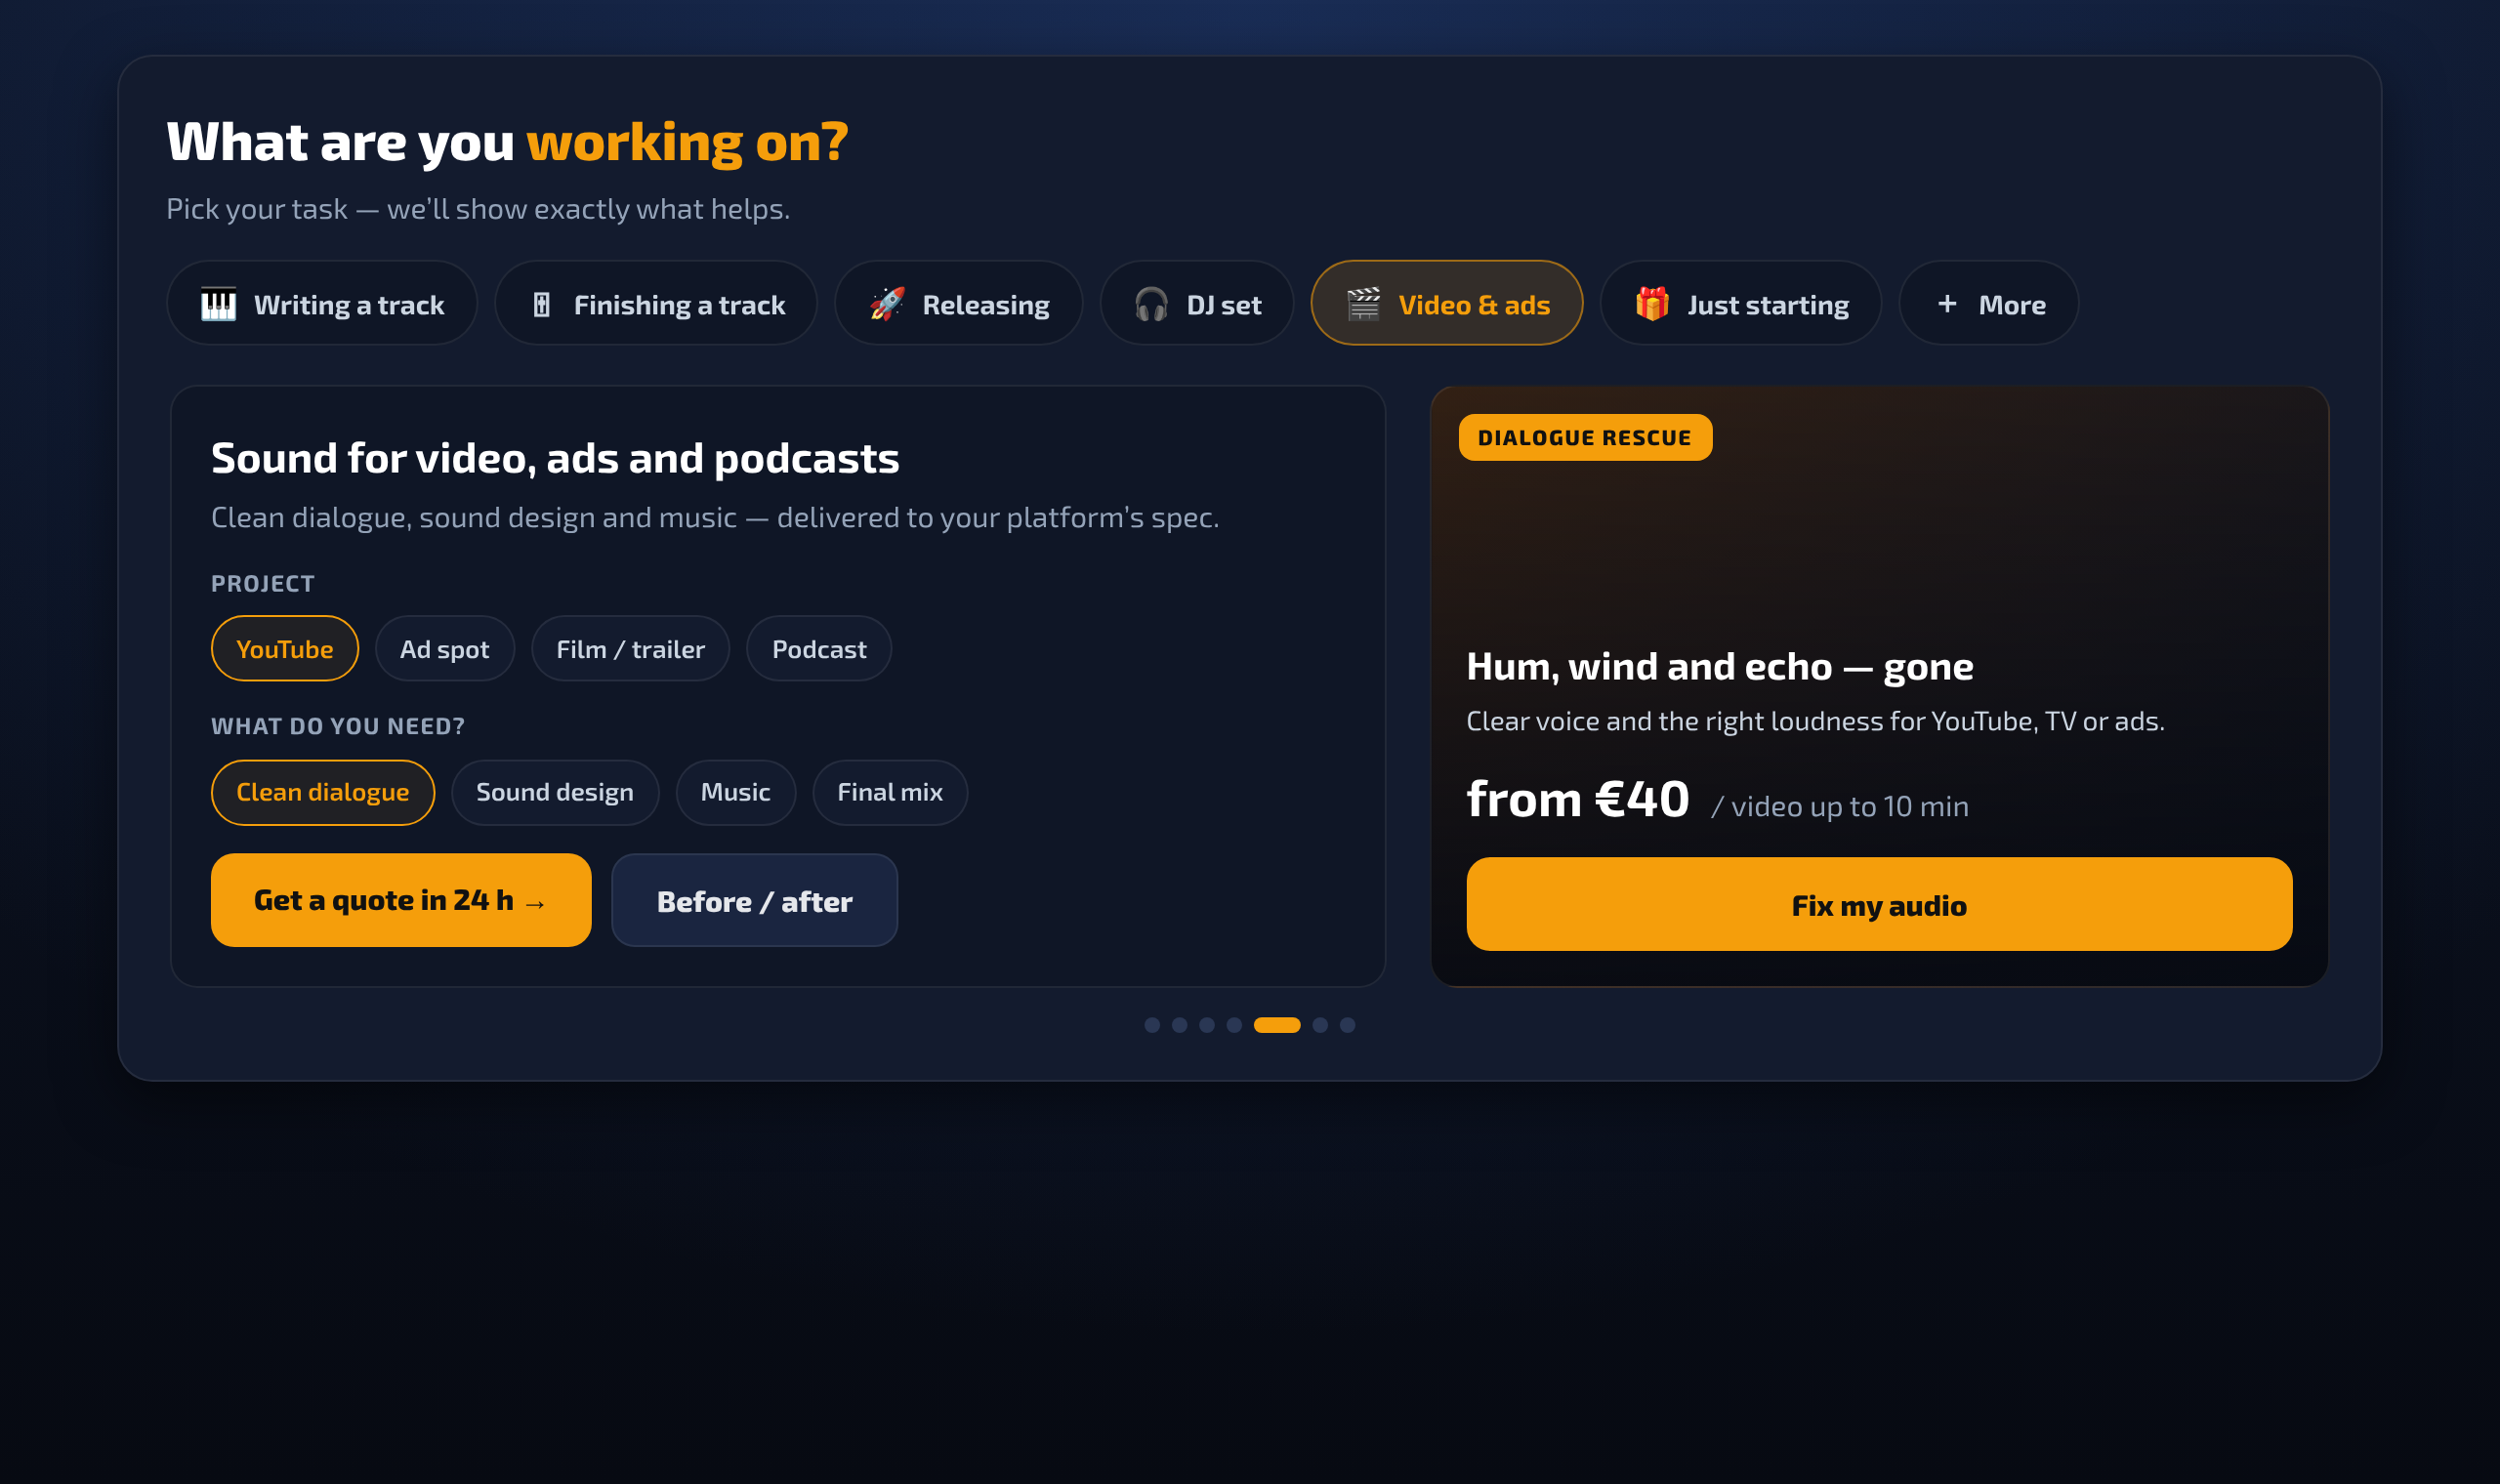 What are you working on?
Pick your task — we’ll show exactly what helps.
Writing a track
Finishing a track
Releasing
DJ set
Video & ads
Just starting
+ More
Sound for video, ads and podcasts
Clean dialogue, sound design and music — delivered to your platform’s spec.
PROJECT
YouTube
Ad spot
Film / trailer
Podcast
WHAT DO YOU NEED?
Clean dialogue
Sound design
Music
Final mix
Get a quote in 24 h →
Before / after
DIALOGUE RESCUE
Hum, wind and echo — gone
Clear voice and the right loudness for YouTube, TV or ads.
from €40 / video up to 10 min
Fix my audio